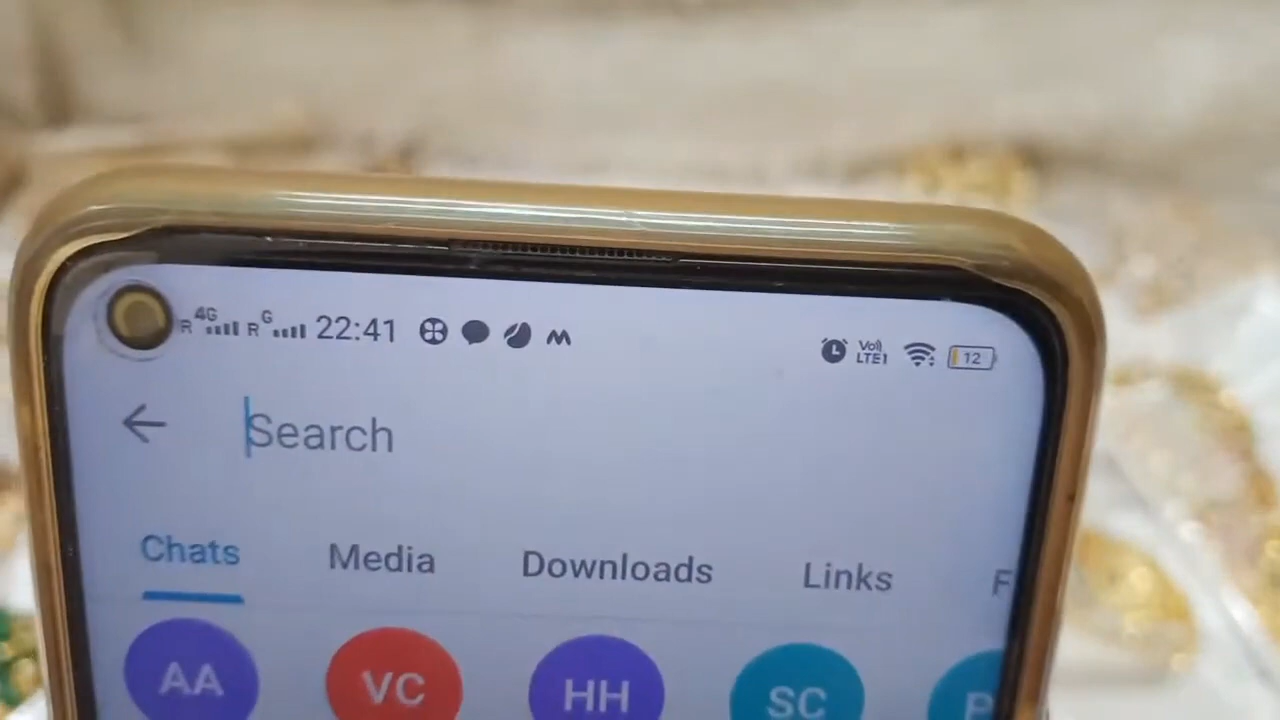 R 4G R G 22:41 Vo)) LTE1 12
Search
Chats Media Downloads Links F
AA VC HH SC P